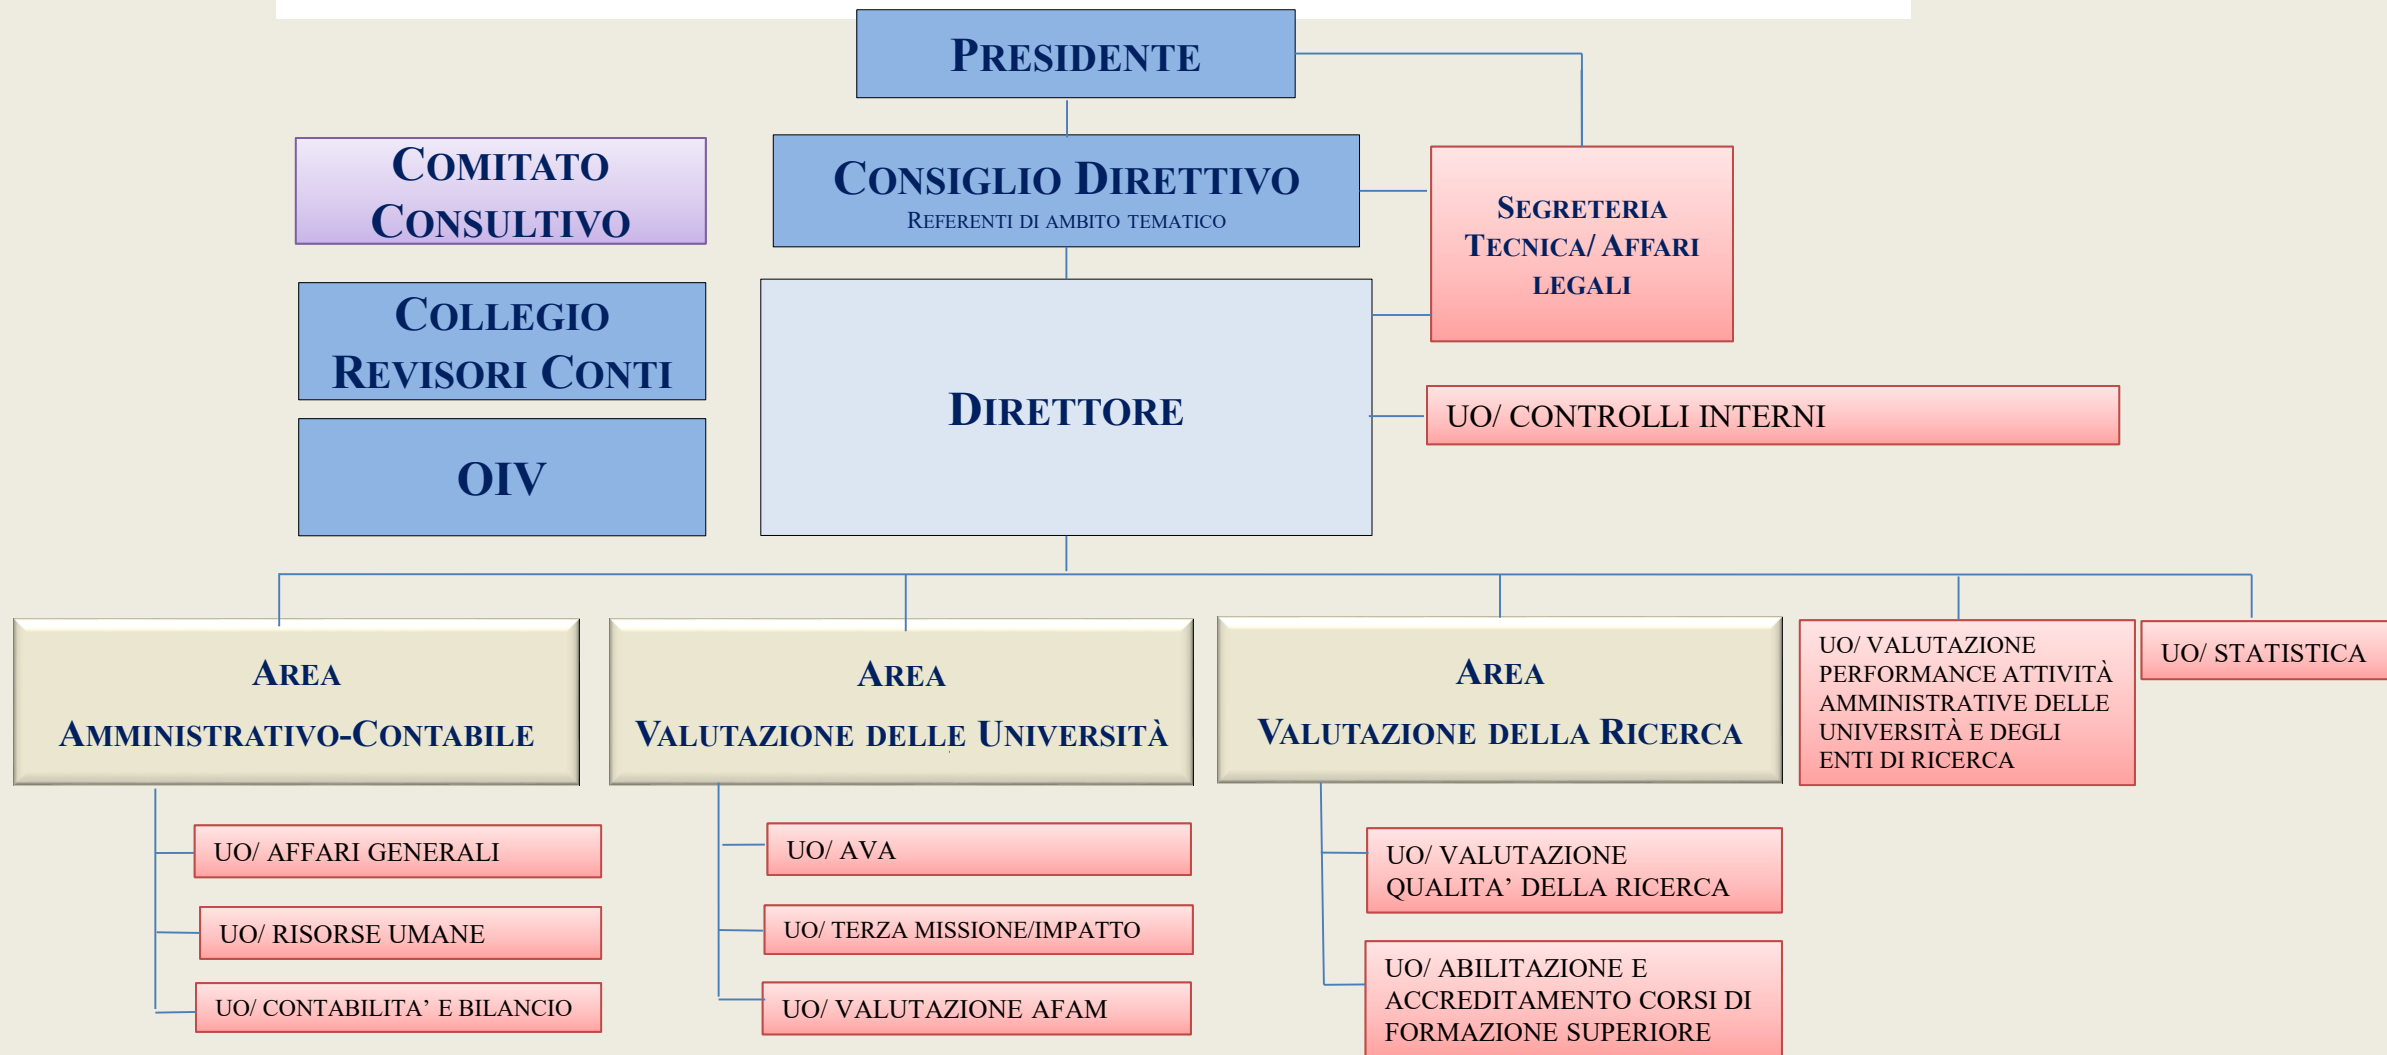 PRESIDENTE
COMITATO
CONSULTIVO
CONSIGLIO DIRETTIVO
REFERENTI DI AMBITO TEMATICO
SEGRETERIA
TECNICA/ AFFARI
LEGALI
COLLEGIO
REVISORI CONTI
DIRETTORE
UO/ CONTROLLI INTERNI
OIV
AREA
AMMINISTRATIVO-CONTABILE
AREA
VALUTAZIONE DELLE UNIVERSITÀ
AREA
VALUTAZIONE DELLA RICERCA
UO/ VALUTAZIONE
PERFORMANCE ATTIVITÀ
AMMINISTRATIVE DELLE
UNIVERSITÀ E DEGLI
ENTI DI RICERCA
UO/ STATISTICA
UO/ AFFARI GENERALI
UO/ RISORSE UMANE
UO/ CONTABILITA’ E BILANCIO
UO/ AVA
UO/ TERZA MISSIONE/IMPATTO
UO/ VALUTAZIONE AFAM
UO/ VALUTAZIONE
QUALITA’ DELLA RICERCA
UO/ ABILITAZIONE E
ACCREDITAMENTO CORSI DI
FORMAZIONE SUPERIORE